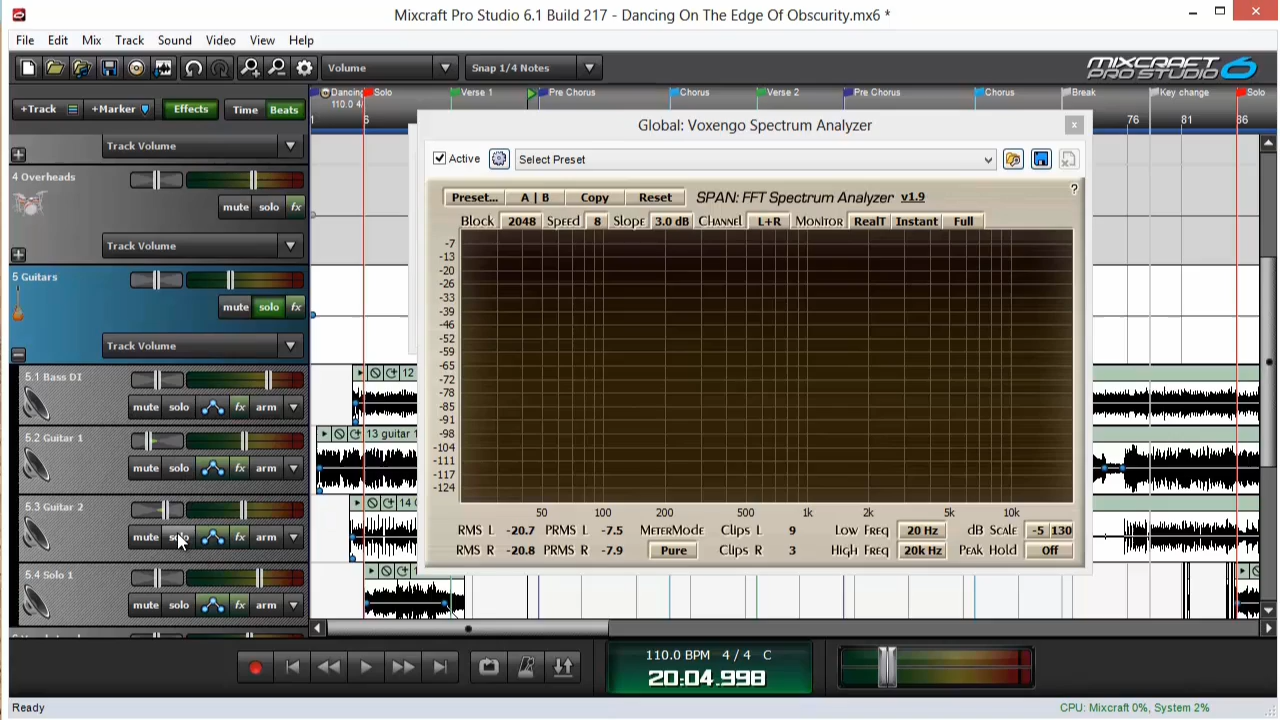 Mixcraft Pro Studio 6.1 Build 217 - Dancing On The Edge Of Obscurity.mx6 *
File Edit Mix Track Sound Video View Help
Volume Snap 1/4 Notes MIXCRAFT PRO STUDIO 6
+Track +Marker Effects Time Beats
Dancing Solo Verse 1 Pre Chorus Chorus Verse 2 Pre Chorus Chorus Break Key change Solo
110.0 4/
76 81 86
Global: Voxengo Spectrum Analyzer
Track Volume
Active Select Preset
4 Overheads
mute solo fx
Track Volume
Preset... A | B Copy Reset SPAN: FFT Spectrum Analyzer v1.9 ?
Block 2048 Speed 8 Slope 3.0 dB Channel L+R Monitor RealT Instant Full
-7
-13
-20
-26
-33
-39
-46
-52
-59
-65
-72
-78
-85
-91
-98
-104
-111
-117
-124
50 100 200 500 1k 2k 5k 10k
RMS L -20.7 PRMS L -7.5 MeterMode Clips L 9 Low Freq 20 Hz dB Scale -5 130
RMS R -20.8 PRMS R -7.9 Pure Clips R 3 High Freq 20k Hz Peak Hold Off
5 Guitars
mute solo fx
Track Volume
5.1 Bass DI
mute solo fx arm
12
5.2 Guitar 1
mute solo fx arm
13 guitar 1
5.3 Guitar 2
mute solo fx arm
5.4 Solo 1
mute solo fx arm
110.0 BPM 4 / 4 C
20:04.998
Ready
CPU: Mixcraft 0%, System 2%